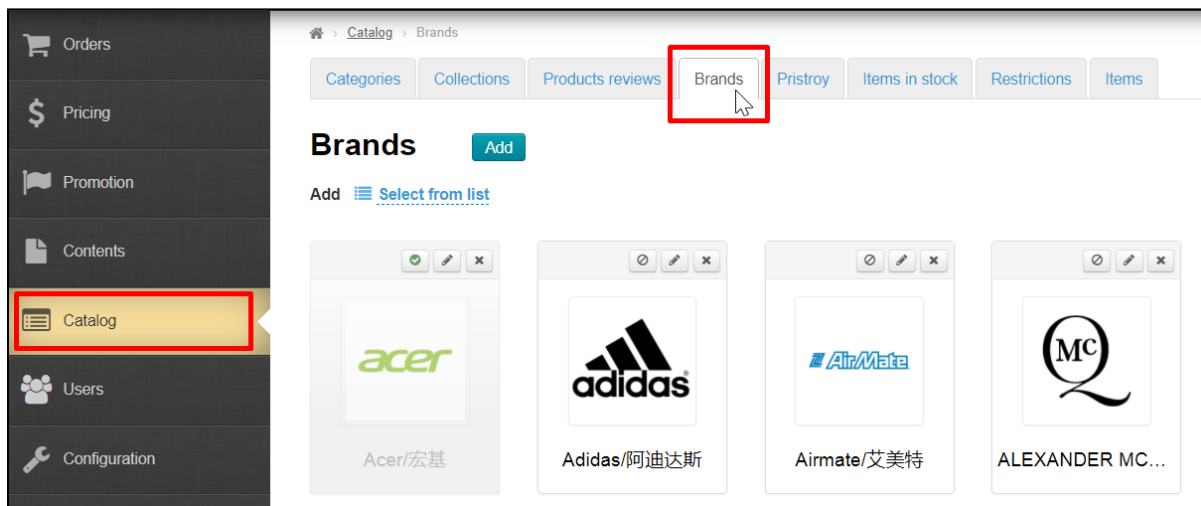 Orders
Pricing
Promotion
Contents
Catalog
Users
Configuration
Catalog › Brands
Categories Collections Products reviews Brands Pristroy Items in stock Restrictions Items
Brands Add
Add Select from list
acer
adidas
AirMate
McQ
Acer/宏基 Adidas/阿迪达斯 Airmate/艾美特 ALEXANDER MC...